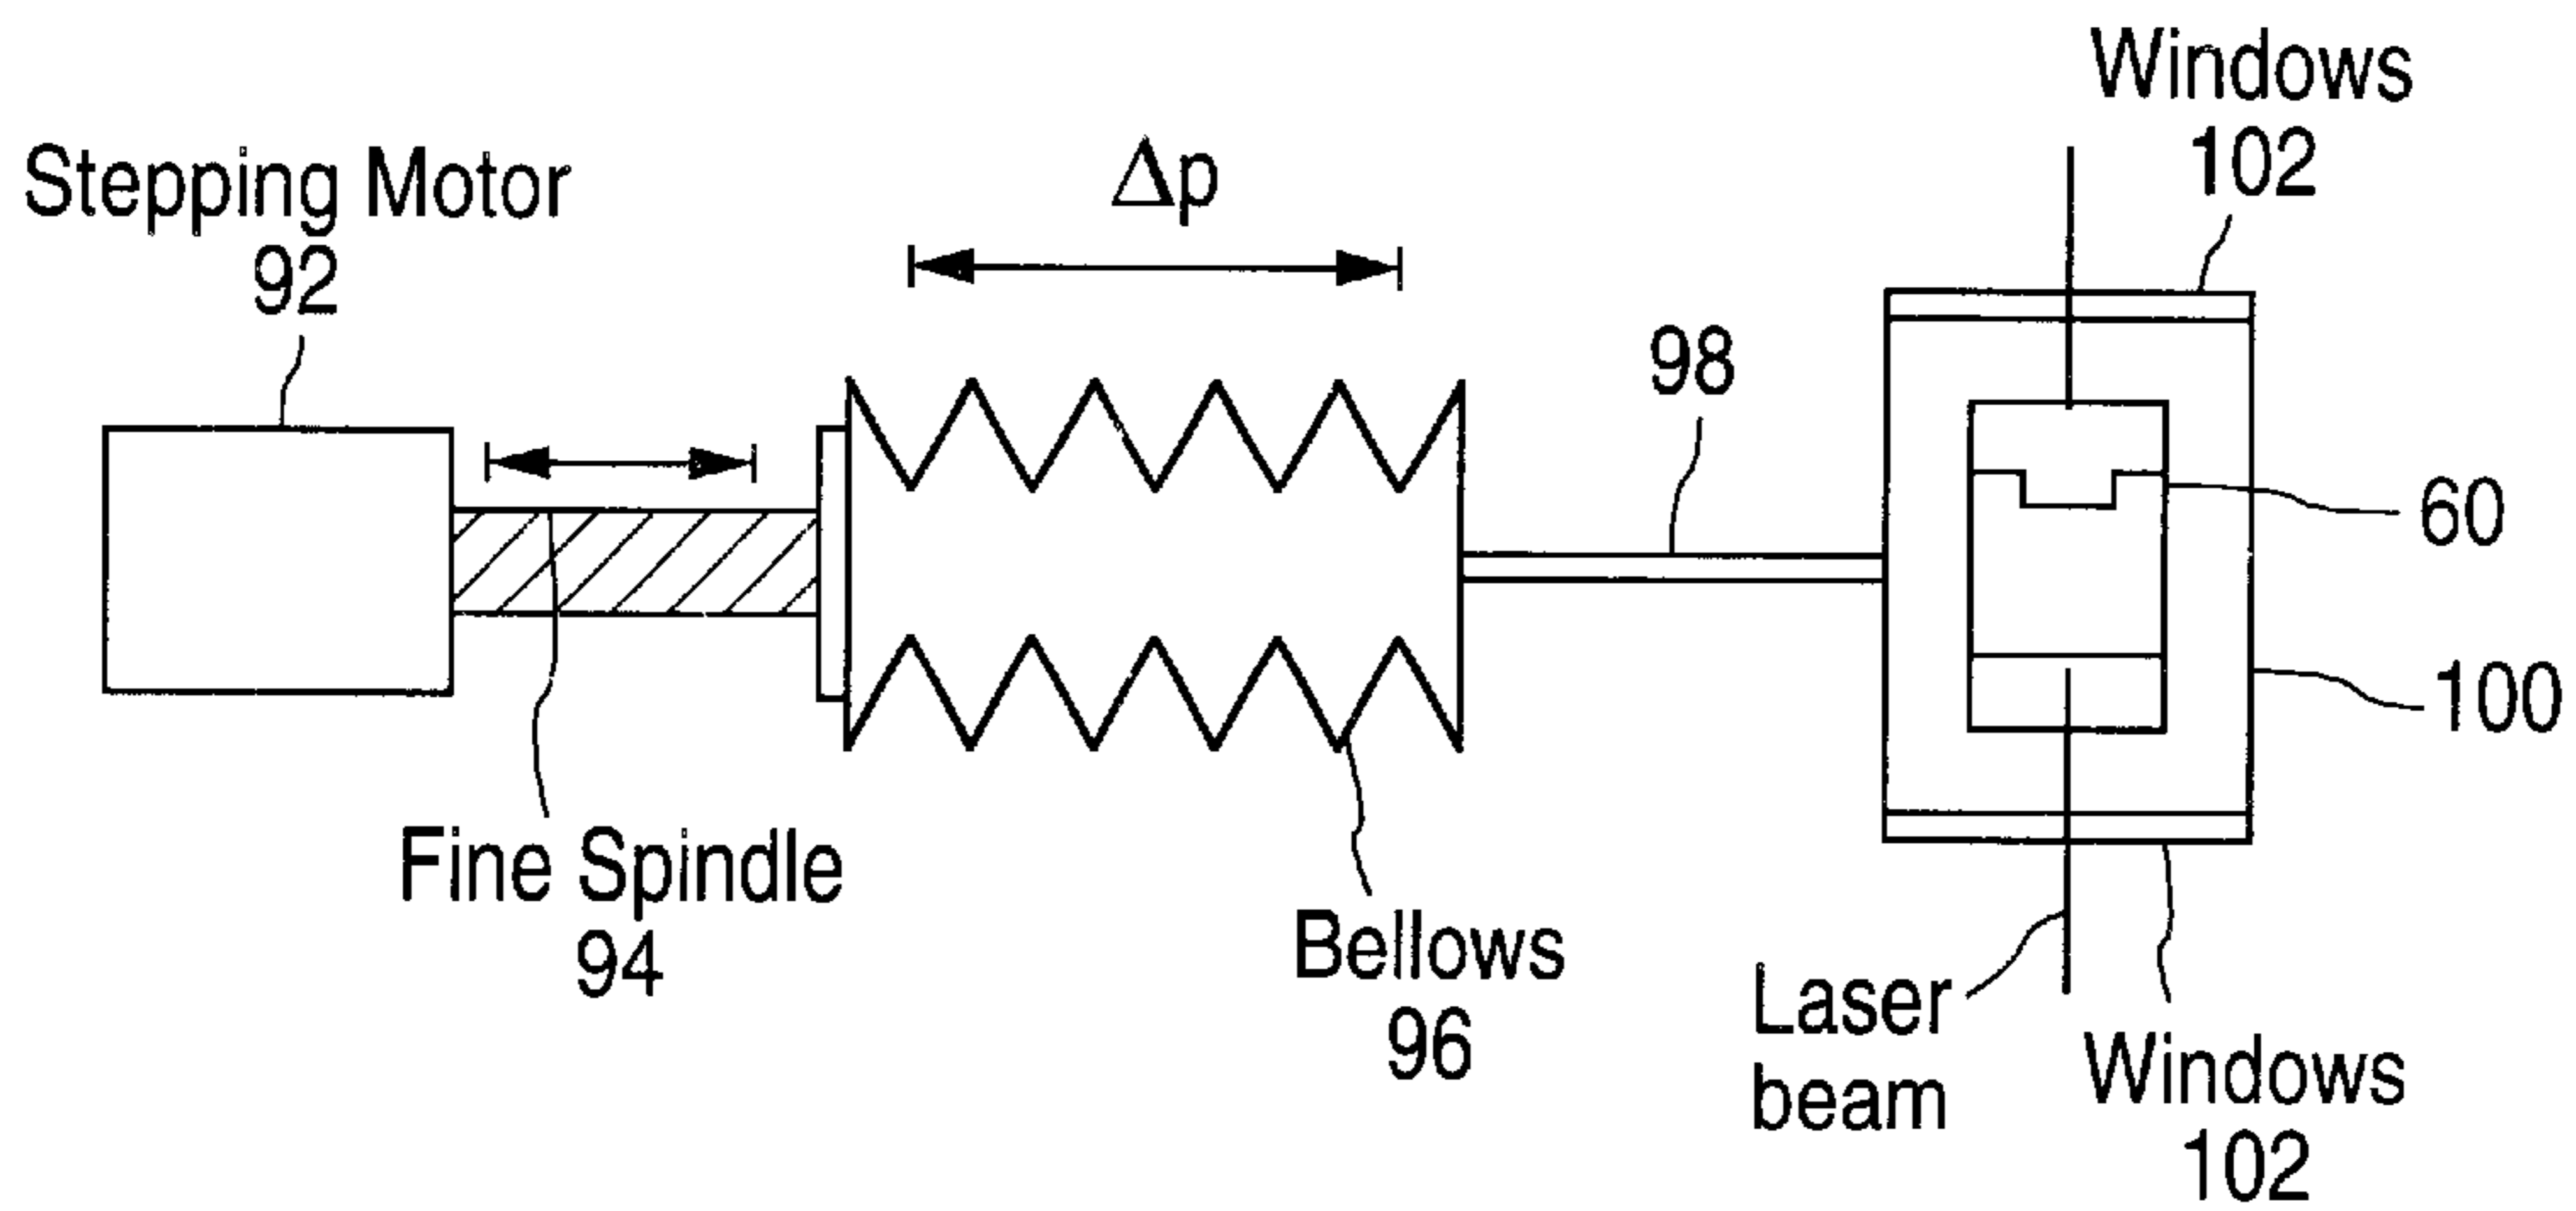 Windows
102
Stepping Motor
92
Δp
98
60
100
Fine Spindle
94
Bellows
96
Laser
beam
Windows
102